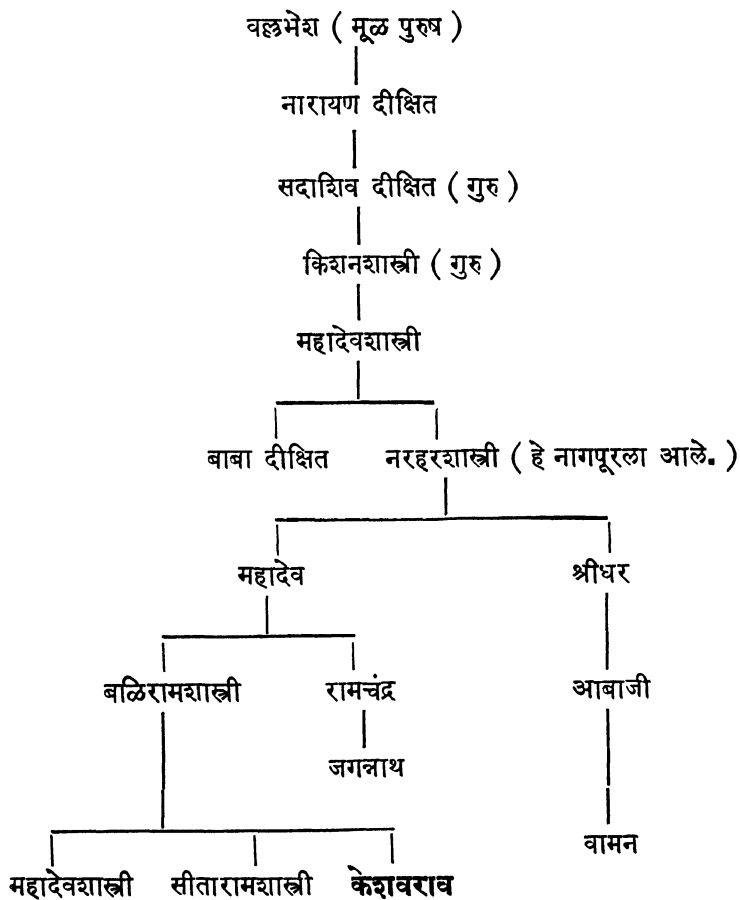 वल्लभेश ( मूळ पुरुष )
नारायण दीक्षित
सदाशिव दीक्षित ( गुरु )
किशनशास्त्री ( गुरु )
महादेवशास्त्री
बाबा दीक्षित नरहरशास्त्री ( हे नागपूरला आले. )
महादेव श्रीधर
बळिरामशास्त्री रामचंद्र आबाजी
जगन्नाथ
वामन
महादेवशास्त्री सीतारामशास्त्री केशवराव